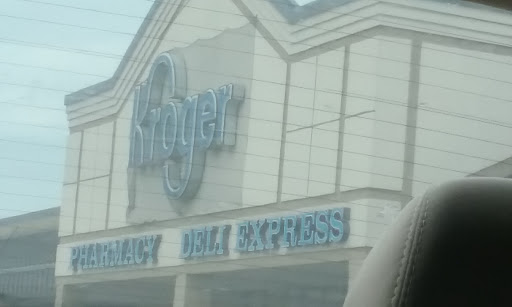 Kroger
PHARMACY DELI EXPRESS